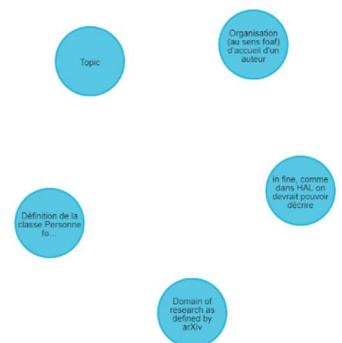 Topic
Organisation
(au sens foaf)
d'accueil d'un
auteur
in fine, comme
dans HAL on
devrait pouvoir
décrire
Définition de la
classe Personne
fo...
Domain of
research as
defined by
arXiv